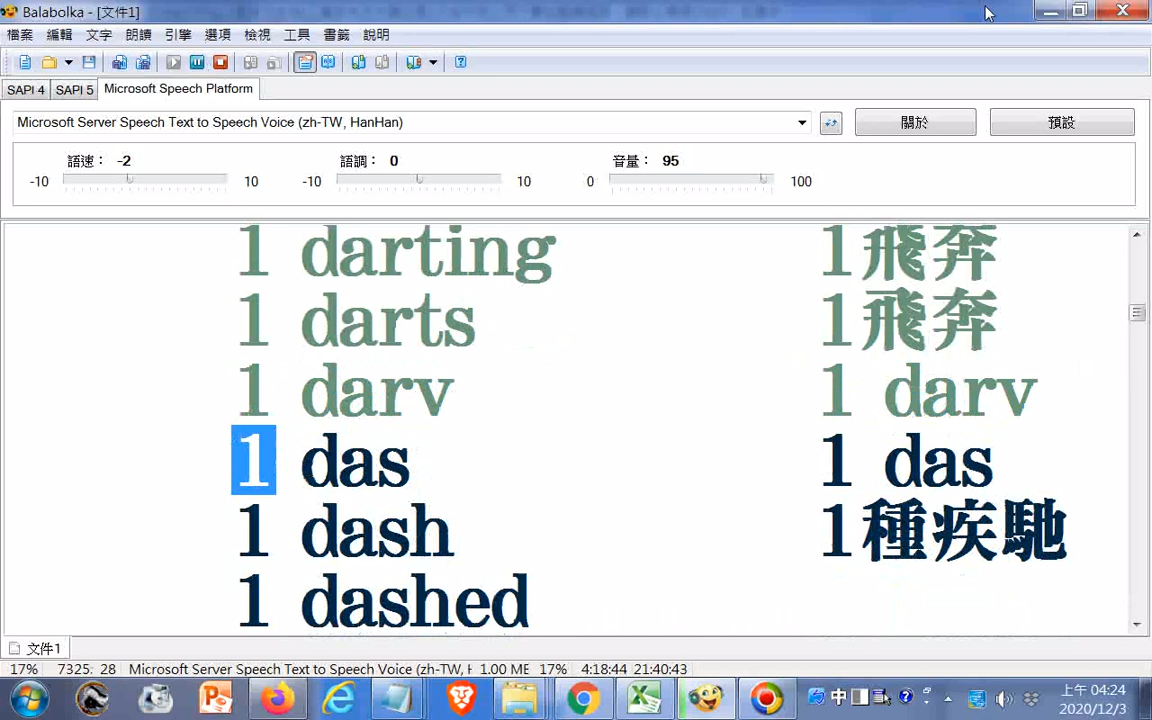 Balabolka - [文件1]
檔案 編輯 文字 朗讀 引擎 選項 檢視 工具 書籤 說明
SAPI 4 SAPI 5 Microsoft Speech Platform
Microsoft Server Speech Text to Speech Voice (zh-TW, HanHan) 關於 預設
語速： -2 語調： 0 音量： 95
-10 10 -10 10 0 100
1 darting 1飛奔
1 darts 1飛奔
1 darv 1 darv
1 das 1 das
1 dash 1種疾馳
1 dashed
文件1
17% 7325: 28 Microsoft Server Speech Text to Speech Voice (zh-TW, H 1.00 ME 17% 4:18:44 21:40:43
中 上午 04:24
2020/12/3